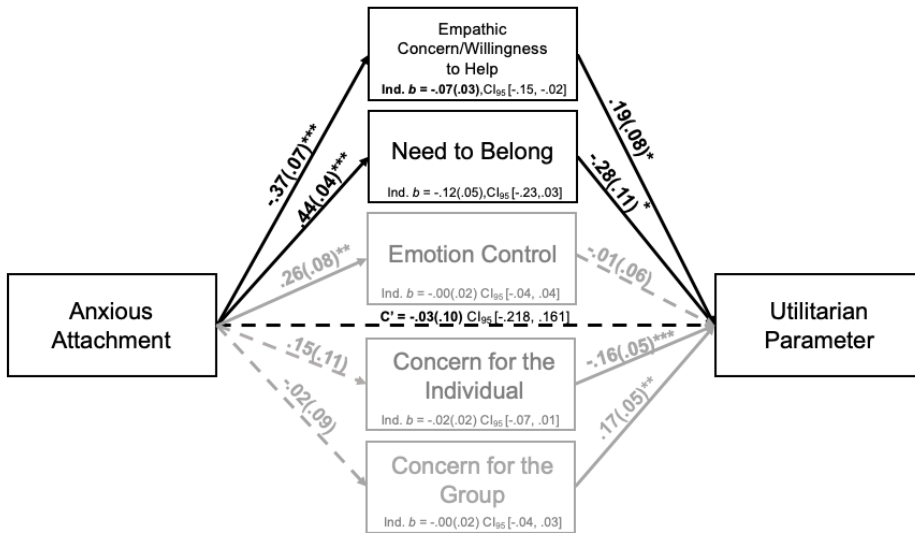 Empathic
Concern/Willingness
to Help
Ind. b = -.07(.03),CI95 [-.15, -.02]
-.37(.07)***
.19(.08)*
Need to Belong
Ind. b = -.12(.05),CI95 [-.23,.03]
.44(.04)***
-.28(.11) *
Emotion Control
Ind. b = -.00(.02) CI95 [-.04, .04]
.26(.08)**
-.01(.06)
Anxious
Attachment
C' = -.03(.10) CI95 [-.218, .161]
Utilitarian
Parameter
.15(.11)
Concern for the
Individual
Ind. b = -.02(.02) CI95 [-.07, .01]
-.16(.05)***
-.02(.09)
Concern for the
Group
Ind. b = -.00(.02) CI95 [-.04, .03]
.17(.05)**